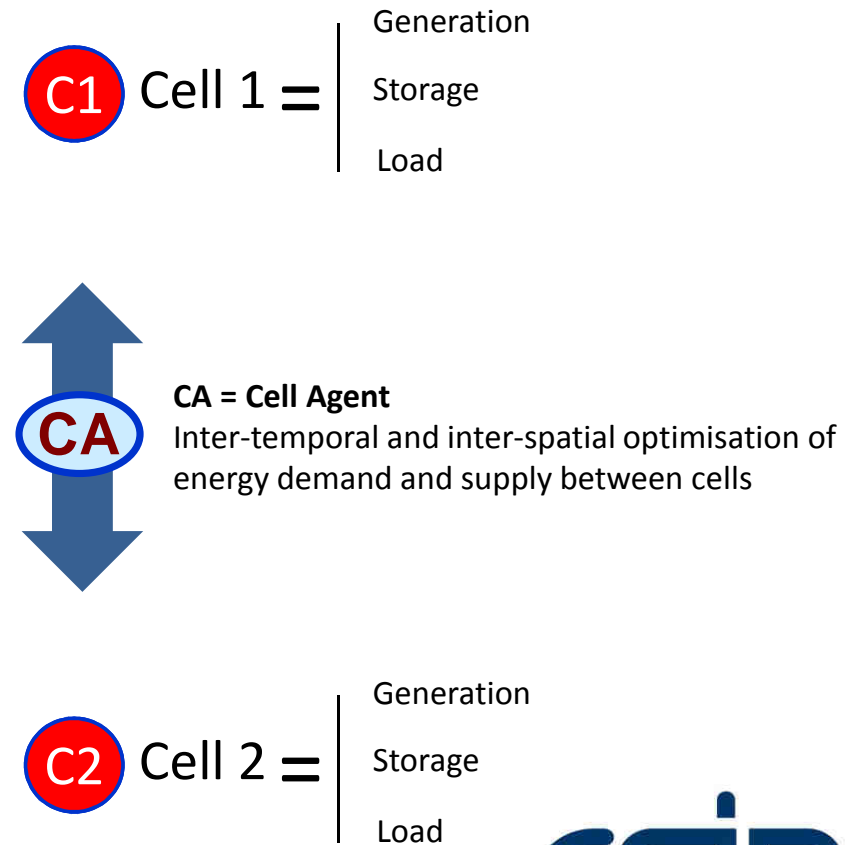 Generation
C1 Cell 1 =
Storage
Load
CA = Cell Agent
CA
Inter-temporal and inter-spatial optimisation of
energy demand and supply between cells
Generation
C2 Cell 2 =
Storage
Load